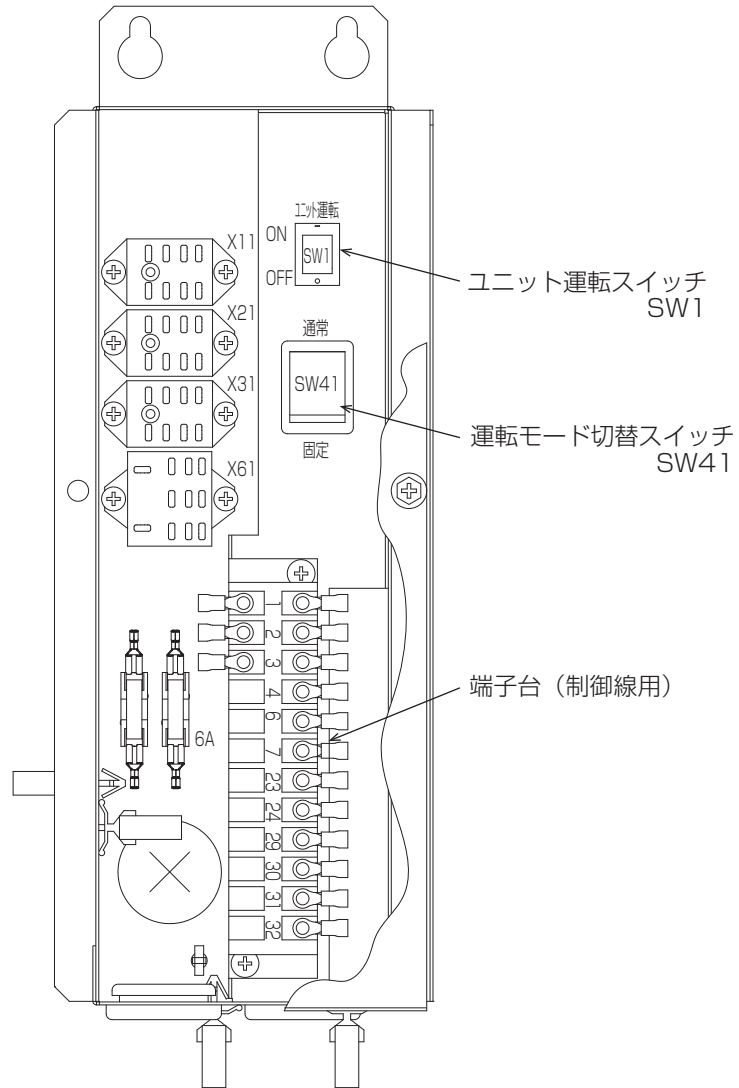 ユニット運転
ON
SW1
OFF
X11
ユニット運転スイッチ
SW1
X21
通常
X31
SW41
運転モード切替スイッチ
SW41
固定
X61
1
2
3
4
端子台（制御線用）
6
6A
7
23
24
29
30
31
32